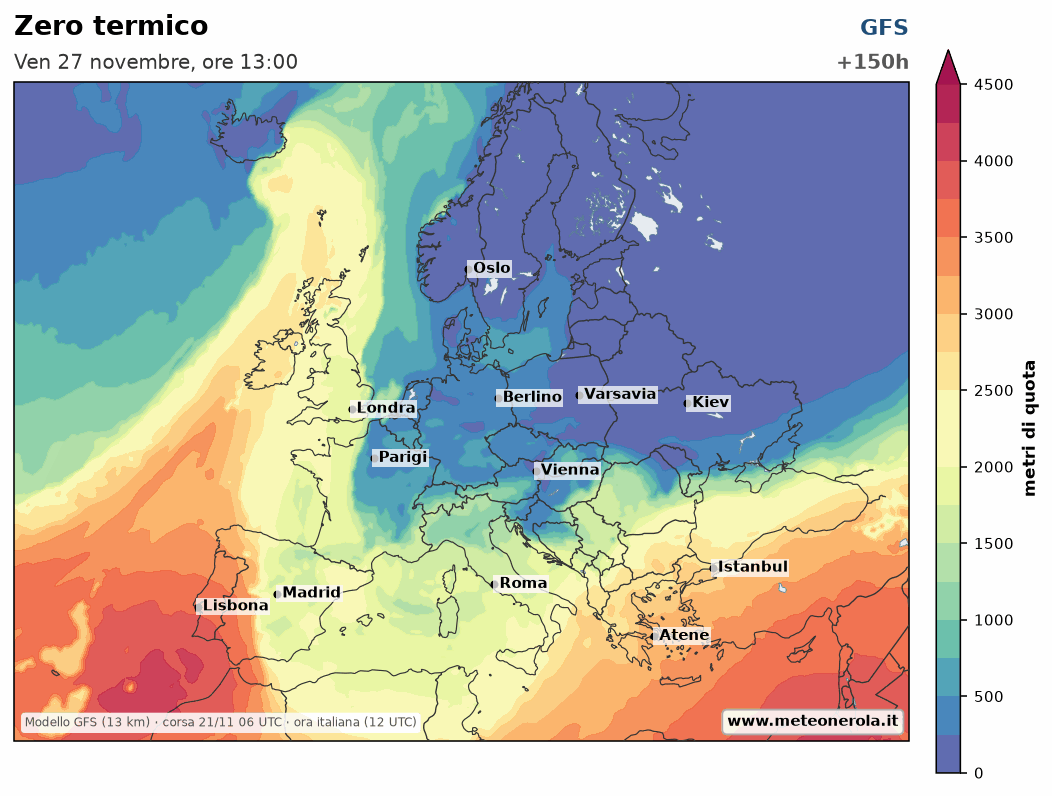 Zero termico
GFS
Ven 27 novembre, ore 13:00
+150h
4500
4000
3500
3000
2500
2000
1500
1000
500
0
metri di quota
Oslo
Berlino
Varsavia
Kiev
Londra
Parigi
Vienna
Istanbul
Roma
Madrid
Lisbona
Atene
Modello GFS (13 km) · corsa 21/11 06 UTC · ora italiana (12 UTC)
www.meteonerola.it